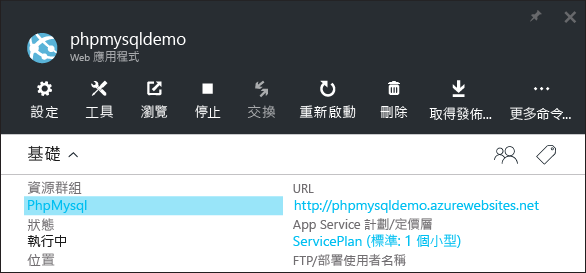 phpmysqldemo
Web 應用程式
設定 工具 瀏覽 停止 交換 重新啟動 刪除 取得發佈... 更多命令...
基礎
資源群組 URL
PhpMysql http://phpmysqldemo.azurewebsites.net
狀態 App Service 計劃/定價層
執行中 ServicePlan (標準: 1 個小型)
位置 FTP/部署使用者名稱